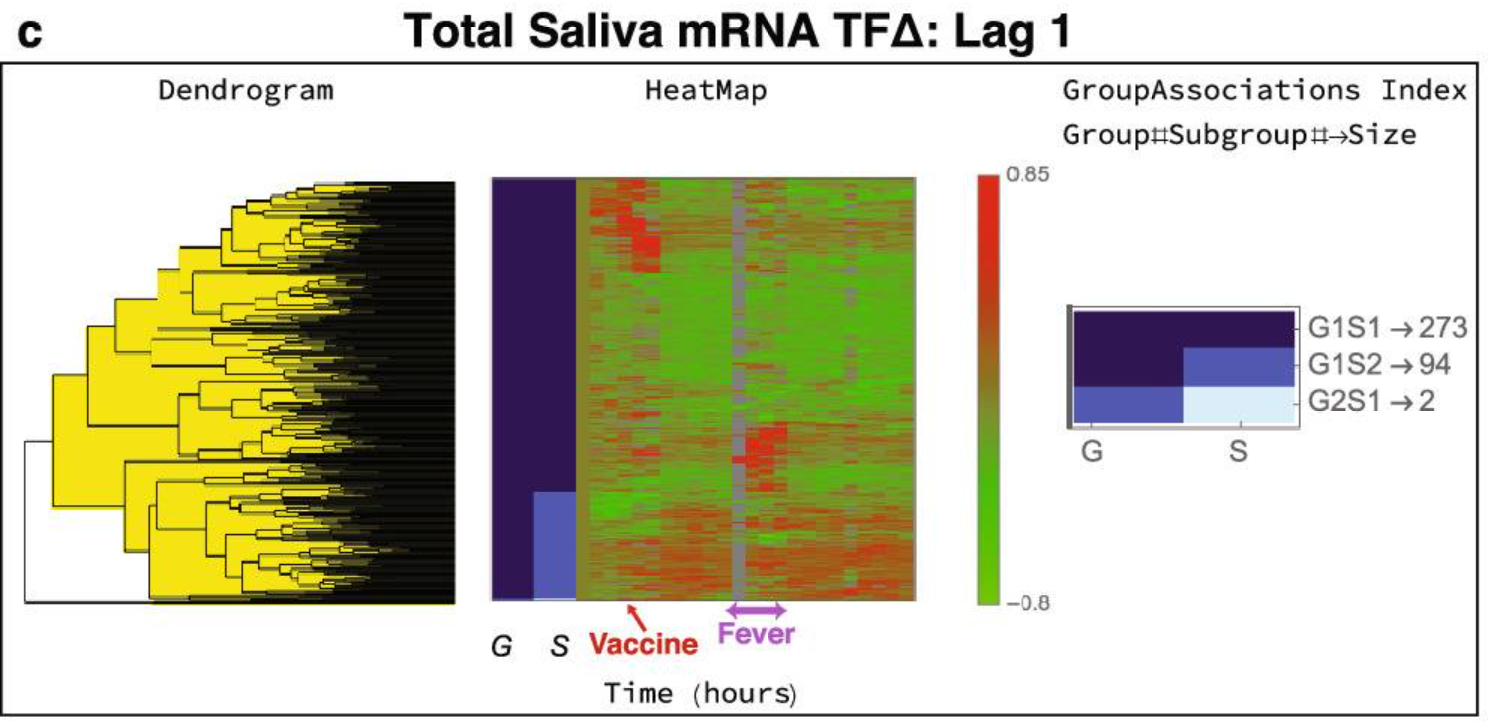 c
Total Saliva mRNA TFΔ: Lag 1
Dendrogram
HeatMap
GroupAssociations Index
Group⌗Subgroup⌗→Size
0.85
−0.8
G1S1 → 273
G1S2 → 94
G2S1 → 2
G S
G S
Vaccine
Fever
Time (hours)